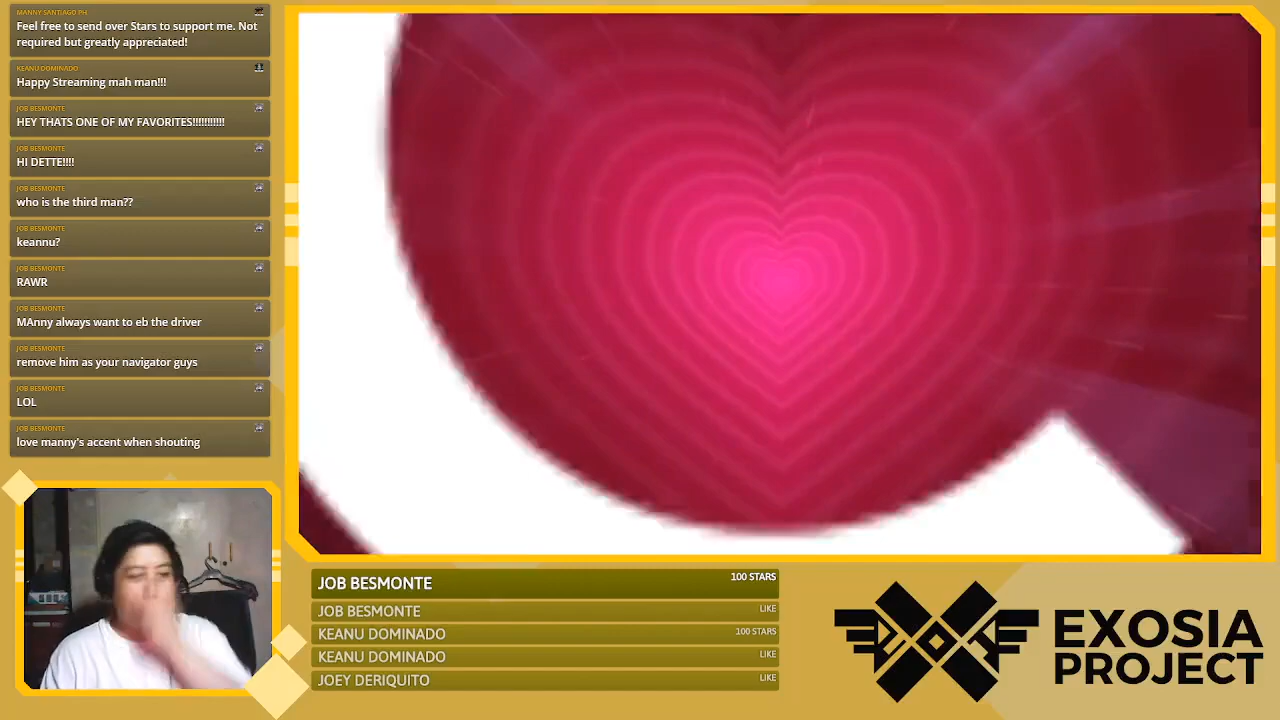 MANNY SANTIAGO PH
Feel free to send over Stars to support me. Not
required but greatly appreciated!
KEANU DOMINADO
Happy Streaming mah man!!!
JOB BESMONTE
HEY THATS ONE OF MY FAVORITES!!!!!!!!!!!
JOB BESMONTE
HI DETTE!!!!
JOB BESMONTE
who is the third man??
JOB BESMONTE
keannu?
JOB BESMONTE
RAWR
JOB BESMONTE
MAnny always want to eb the driver
JOB BESMONTE
remove him as your navigator guys
JOB BESMONTE
LOL
JOB BESMONTE
love manny's accent when shouting
JOB BESMONTE 100 STARS
JOB BESMONTE LIKE
KEANU DOMINADO 100 STARS
KEANU DOMINADO LIKE
JOEY DERIQUITO LIKE
EXOSIA
PROJECT